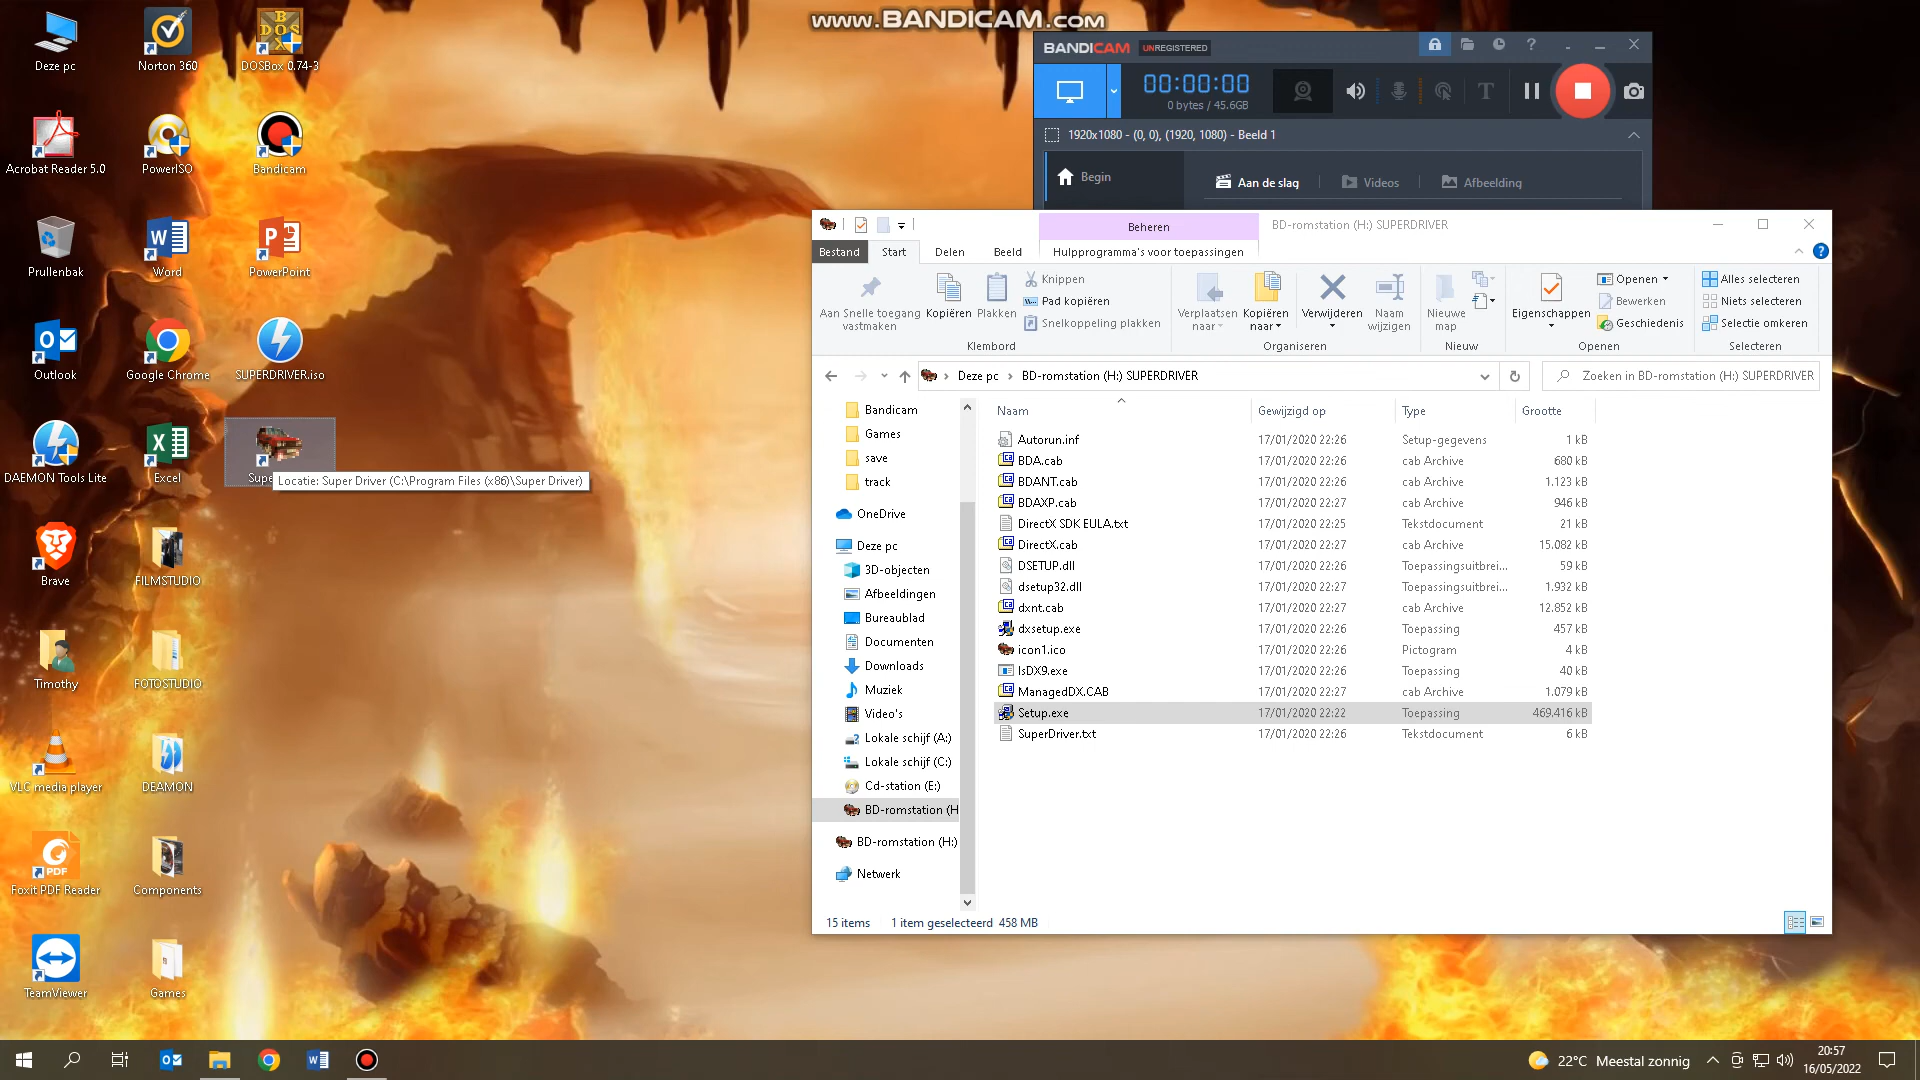 www.BANDICAM.com
Deze pc
Norton 360
DOSBox 0.74-3
Acrobat Reader 5.0
PowerISO
Bandicam
Prullenbak
Word
PowerPoint
Outlook
Google Chrome
SUPERDRIVER.iso
DAEMON Tools Lite
Excel
Supe
Locatie: Super Driver (C:\Program Files (x86)\Super Driver)
Brave
FILMSTUDIO
Timothy
FOTOSTUDIO
VLC media player
DEAMON
Foxit PDF Reader
Components
TeamViewer
Games
BANDICAM UNREGISTERED
00:00:00
0 bytes / 45.6GB
1920x1080 - (0, 0), (1920, 1080) - Beeld 1
Begin
Aan de slag
Videos
Afbeelding
Beheren
BD-romstation (H:) SUPERDRIVER
Bestand
Start
Delen
Beeld
Hulpprogramma's voor toepassingen
Aan Snelle toegang vastmaken
Kopiëren
Plakken
Knippen
Pad kopiëren
Snelkoppeling plakken
Klembord
Verplaatsen naar
Kopiëren naar
Verwijderen
Naam wijzigen
Organiseren
Nieuwe map
Nieuw
Eigenschappen
Openen
Bewerken
Geschiedenis
Openen
Alles selecteren
Niets selecteren
Selectie omkeren
Selecteren
Deze pc
BD-romstation (H:) SUPERDRIVER
Zoeken in BD-romstation (H:) SUPERDRIVER
Bandicam
Games
save
track
OneDrive
Deze pc
3D-objecten
Afbeeldingen
Bureaublad
Documenten
Downloads
Muziek
Video's
Lokale schijf (A:)
Lokale schijf (C:)
Cd-station (E:)
BD-romstation (H
BD-romstation (H:)
Netwerk
Naam Gewijzigd op Type Grootte
Autorun.inf 17/01/2020 22:26 Setup-gegevens 1 kB
BDA.cab 17/01/2020 22:26 cab Archive 680 kB
BDANT.cab 17/01/2020 22:26 cab Archive 1.123 kB
BDAXP.cab 17/01/2020 22:27 cab Archive 946 kB
DirectX SDK EULA.txt 17/01/2020 22:25 Tekstdocument 21 kB
DirectX.cab 17/01/2020 22:27 cab Archive 15.082 kB
DSETUP.dll 17/01/2020 22:26 Toepassingsuitbrei... 59 kB
dsetup32.dll 17/01/2020 22:27 Toepassingsuitbrei... 1.932 kB
dxnt.cab 17/01/2020 22:27 cab Archive 12.852 kB
dxsetup.exe 17/01/2020 22:26 Toepassing 457 kB
icon1.ico 17/01/2020 22:26 Pictogram 4 kB
IsDX9.exe 17/01/2020 22:26 Toepassing 40 kB
ManagedDX.CAB 17/01/2020 22:27 cab Archive 1.079 kB
Setup.exe 17/01/2020 22:22 Toepassing 469.416 kB
SuperDriver.txt 17/01/2020 22:26 Tekstdocument 6 kB
15 items 1 item geselecteerd 458 MB
22°C Meestal zonnig
20:57
16/05/2022